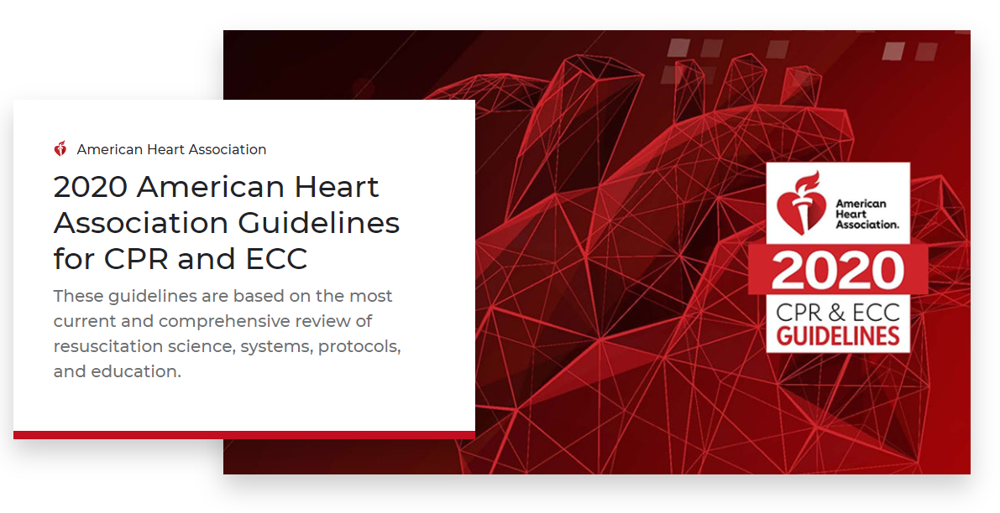 American Heart Association
2020 American Heart
Association Guidelines
for CPR and ECC
These guidelines are based on the most
current and comprehensive review of
resuscitation science, systems, protocols,
and education.
American
Heart
Association.
2020
CPR & ECC
GUIDELINES